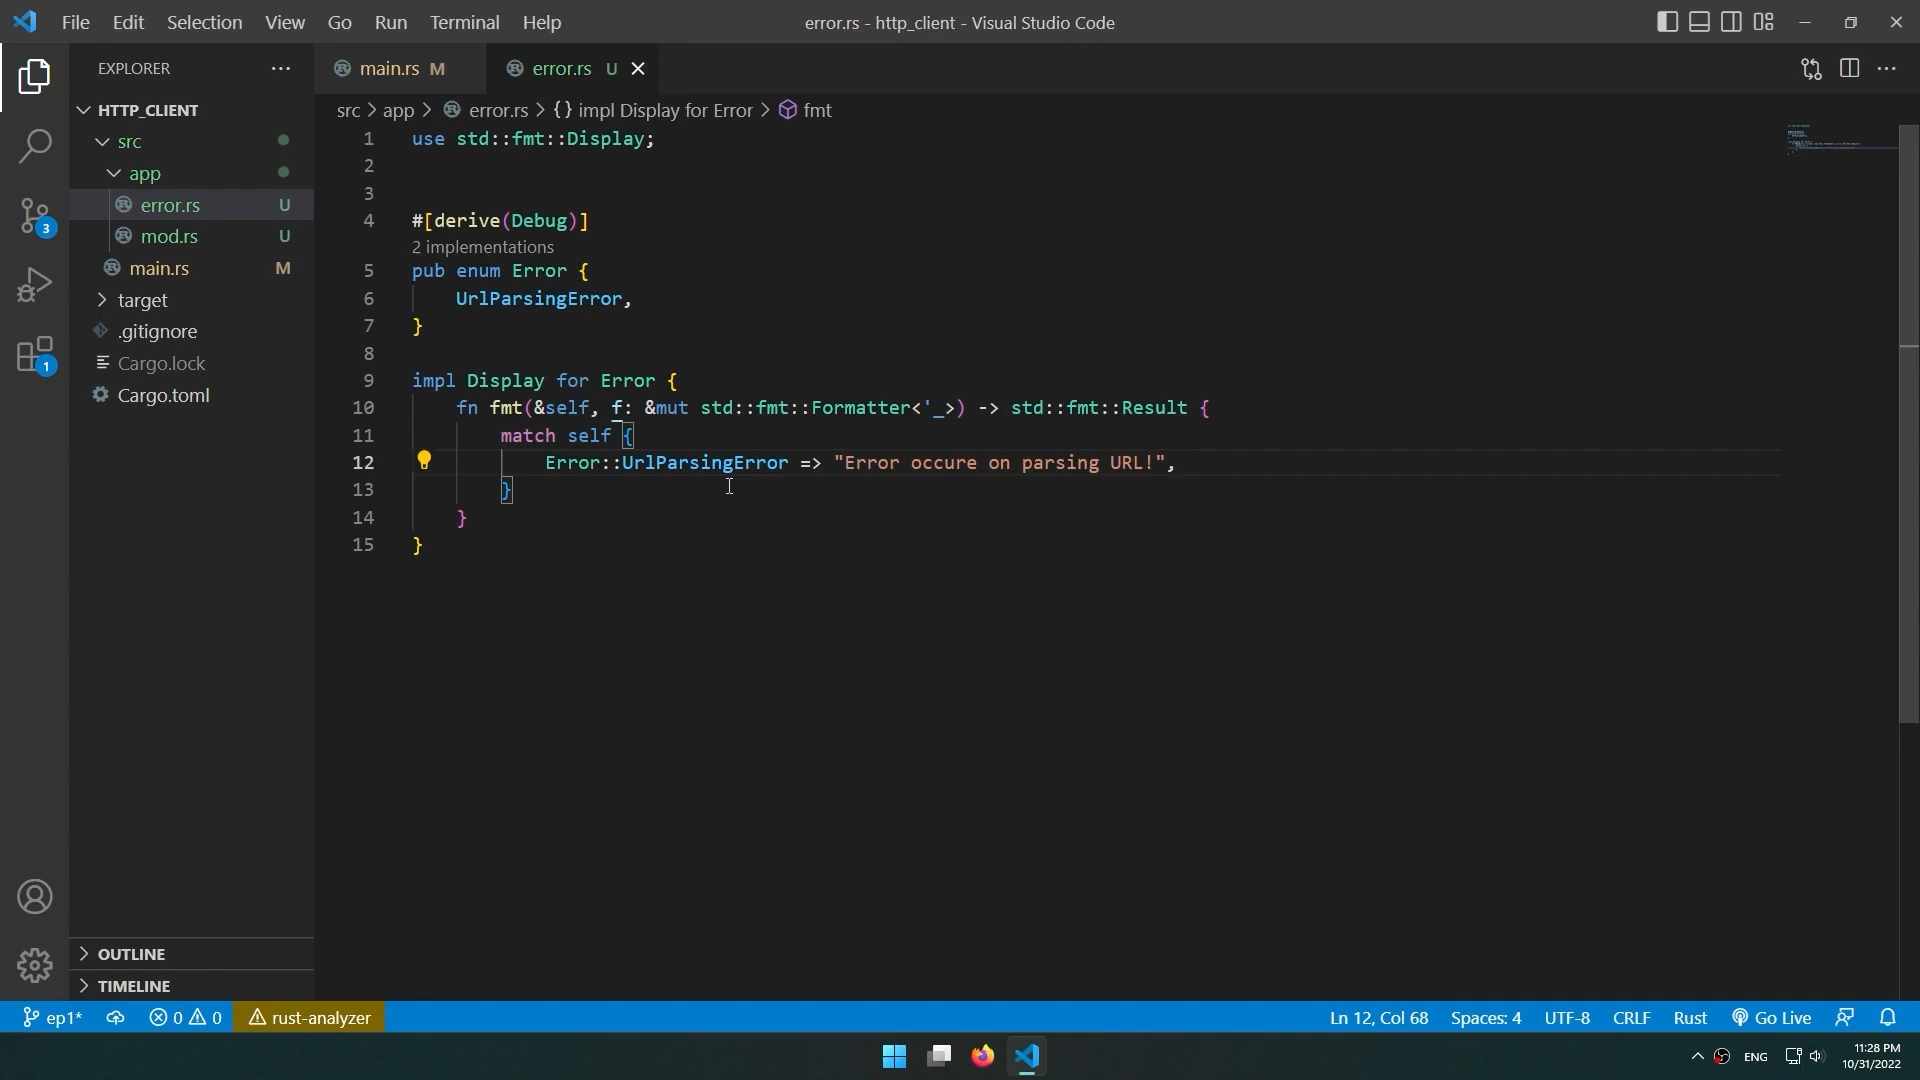 File Edit Selection View Go Run Terminal Help
error.rs - http_client - Visual Studio Code
EXPLORER
main.rs M
error.rs U
HTTP_CLIENT
src
app
error.rs U
mod.rs U
main.rs M
target
.gitignore
Cargo.lock
Cargo.toml
OUTLINE
TIMELINE
3
1
src > app > error.rs > {} impl Display for Error > fmt
1 use std::fmt::Display;
2
3
4 #[derive(Debug)]
2 implementations
5 pub enum Error {
6 UrlParsingError,
7 }
8
9 impl Display for Error {
10 fn fmt(&self, f: &mut std::fmt::Formatter<'_>) -> std::fmt::Result {
11 match self {
12 Error::UrlParsingError => "Error occure on parsing URL!",
13 }
14 }
15 }
ep1* 0 0 rust-analyzer
Ln 12, Col 68 Spaces: 4 UTF-8 CRLF Rust Go Live
ENG
11:28 PM
10/31/2022